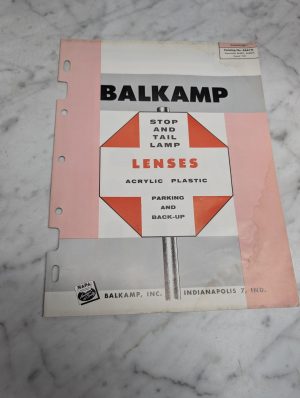 BALKAMP
STOP
AND
TAIL
LAMP
LENSES
ACRYLIC PLASTIC
PARKING
AND
BACK-UP
NAPA
BALKAMP, INC. INDIANAPOLIS 7, IND.